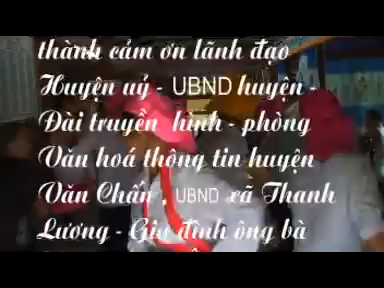 thành cảm ơn lãnh đạo
Huyện uỷ - UBND huyện -
Đài truyền hình - phòng
Văn hoá thông tin huyện
Văn Chấn , UBND xã Thanh
Lương - Gia đình ông bà